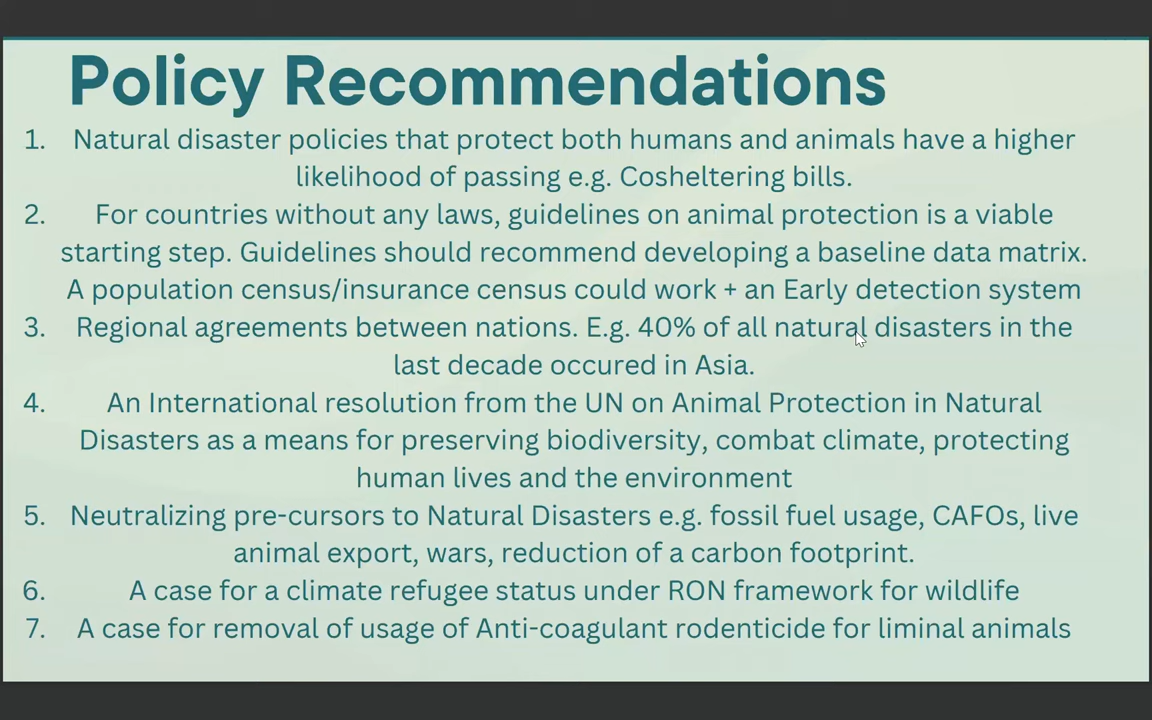 Policy Recommendations
1. Natural disaster policies that protect both humans and animals have a higher
likelihood of passing e.g. Cosheltering bills.
2. For countries without any laws, guidelines on animal protection is a viable
starting step. Guidelines should recommend developing a baseline data matrix.
A population census/insurance census could work + an Early detection system
3. Regional agreements between nations. E.g. 40% of all natural disasters in the
last decade occured in Asia.
4. An International resolution from the UN on Animal Protection in Natural
Disasters as a means for preserving biodiversity, combat climate, protecting
human lives and the environment
5. Neutralizing pre-cursors to Natural Disasters e.g. fossil fuel usage, CAFOs, live
animal export, wars, reduction of a carbon footprint.
6. A case for a climate refugee status under RON framework for wildlife
7. A case for removal of usage of Anti-coagulant rodenticide for liminal animals